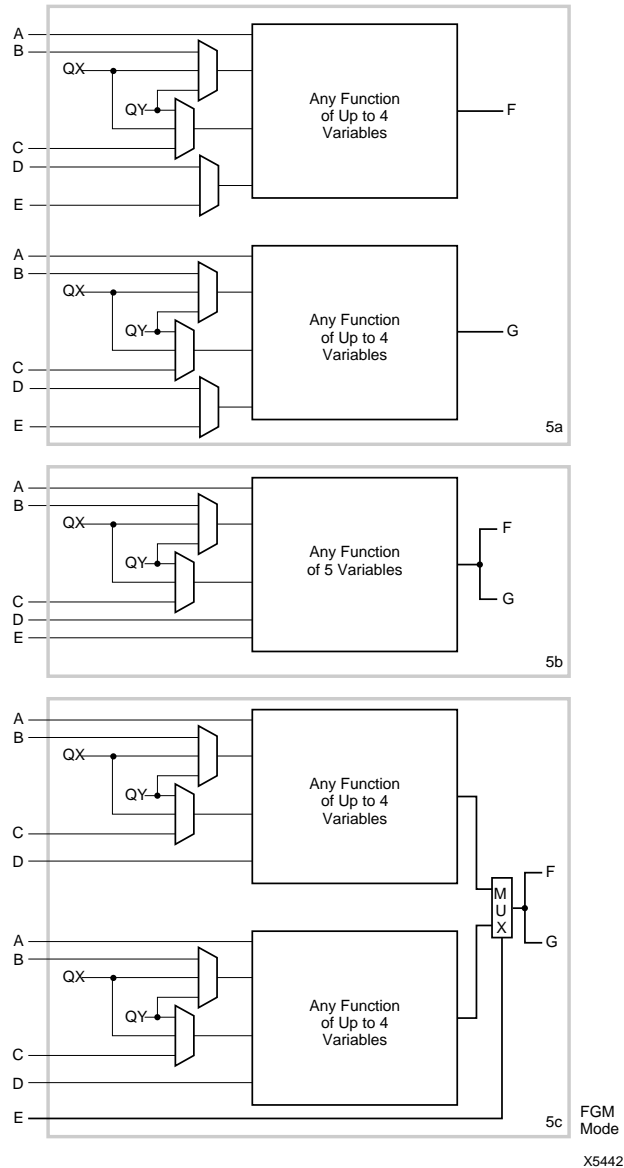 A
B
QX
QY
C
D
E
Any Function
of Up to 4
Variables
F
A
B
QX
QY
C
D
E
Any Function
of Up to 4
Variables
G
5a
A
B
QX
QY
C
D
E
Any Function
of 5 Variables
F
G
5b
A
B
QX
QY
C
D
Any Function
of Up to 4
Variables
M
U
X
F
G
A
B
QX
QY
C
D
E
Any Function
of Up to 4
Variables
5c
FGM
Mode
X5442